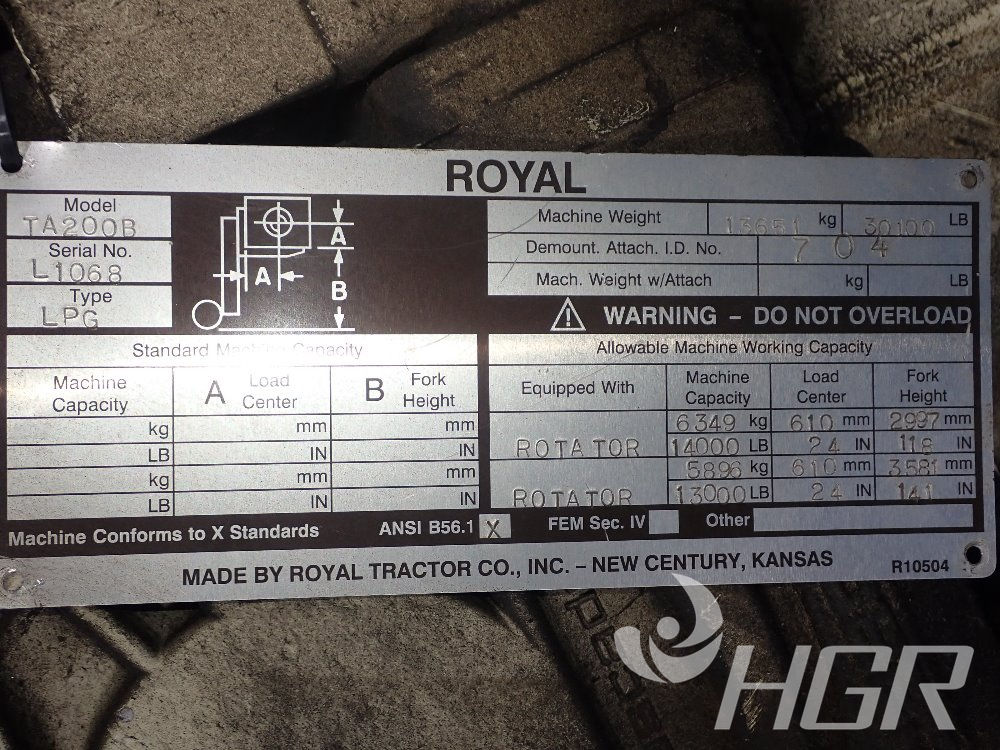 ROYAL
Model
TA200B
Serial No.
L1068
Type
LPG
A
A
B
Machine Weight 13651 kg 30100 LB
Demount. Attach. I.D. No. 704
Mach. Weight w/Attach kg LB
WARNING – DO NOT OVERLOAD
Standard Machine Capacity
Machine Capacity A Load Center B Fork Height
kg mm mm
LB IN IN
kg mm mm
LB IN IN
Allowable Machine Working Capacity
Equipped With Machine Capacity Load Center Fork Height
6349 kg 610 mm 2997 mm
ROTATOR 14000 LB 24 IN 118 IN
5896 kg 610 mm 3581 mm
ROTATOR 13000 LB 24 IN 141 IN
Machine Conforms to X Standards ANSI B56.1 X FEM Sec. IV Other
MADE BY ROYAL TRACTOR CO., INC. – NEW CENTURY, KANSAS R10504
HGR